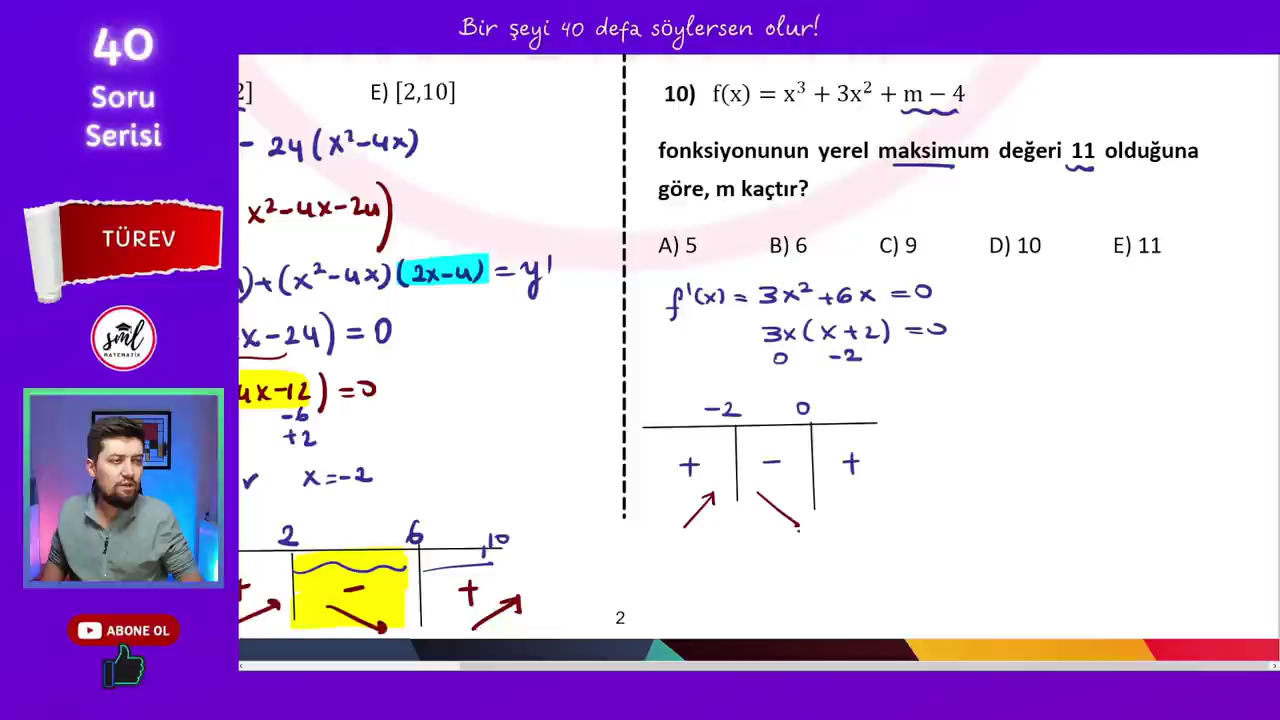 Bir şeyi 40 defa söylersen olur!
40
Soru
Serisi
TÜREV
sml
MATEMATİK
ABONE OL
2]
E) [2,10]
- 24(x²-4x)
x²-4x-24)
)+(x²-4x)(2x-4) = y'
x-24) = 0
4x-12) = 0
-6
+2
r x=-2
2 6 10
+ - +
10) f(x) = x³ + 3x² + m − 4
fonksiyonunun yerel maksimum değeri 11 olduğuna
göre, m kaçtır?
A) 5 B) 6 C) 9 D) 10 E) 11
f'(x) = 3x² +6x = 0
3x(x+2) = 0
0 -2
-2 0
+ - +
2